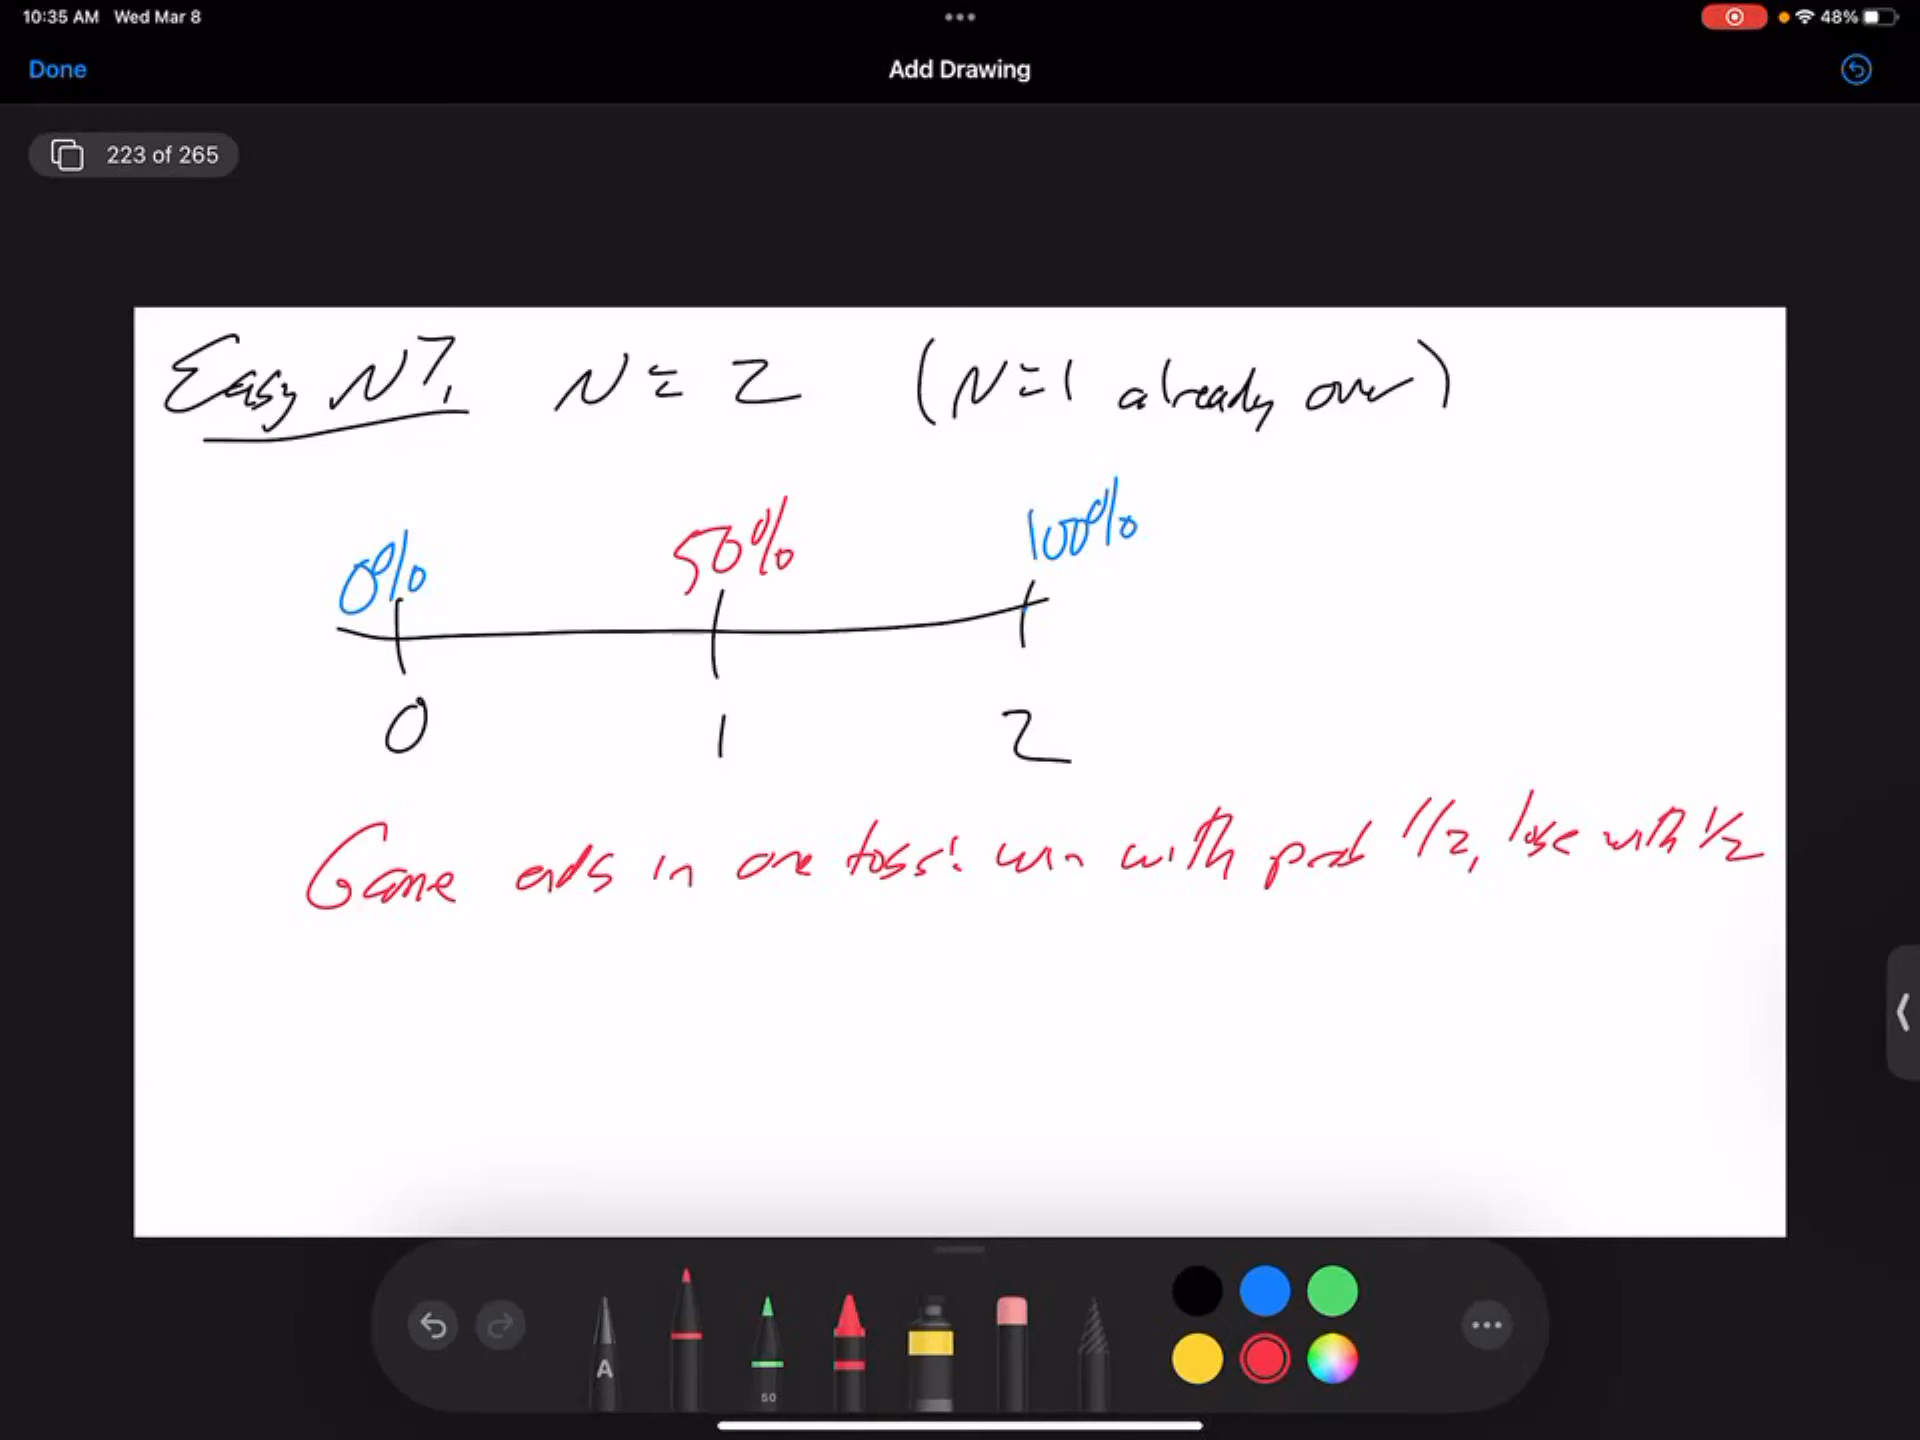 10:35 AM Wed Mar 8
48%
Done Add Drawing
223 of 265
Easy N?. N = 2 (N=1 already over)
0% 50% 100%
0 1 2
Game ends in one toss! win with prob 1/2, lose with 1/2
A
50